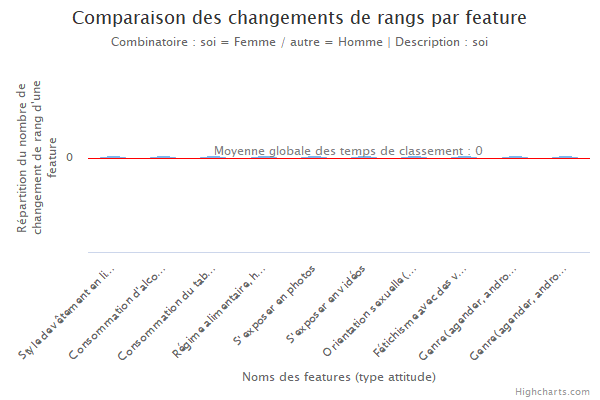 Comparaison des changements de rangs par feature
Combinatoire : soi = Femme / autre = Homme | Description : soi
Répartition du nombre de
changement de rang d'une
feature
0
Moyenne globale des temps de classement : 0
Style de vêtement en li…
Consommation d'alco…
Consommation du tab…
Régime alimentaire, h…
S'exposer en photos
S'exposer en vidéos
Orientation sexuelle (…
Fétichisme avec des v…
Genre (agender, andro…
Genre (agender, andro…
Noms des features (type attitude)
Highcharts.com